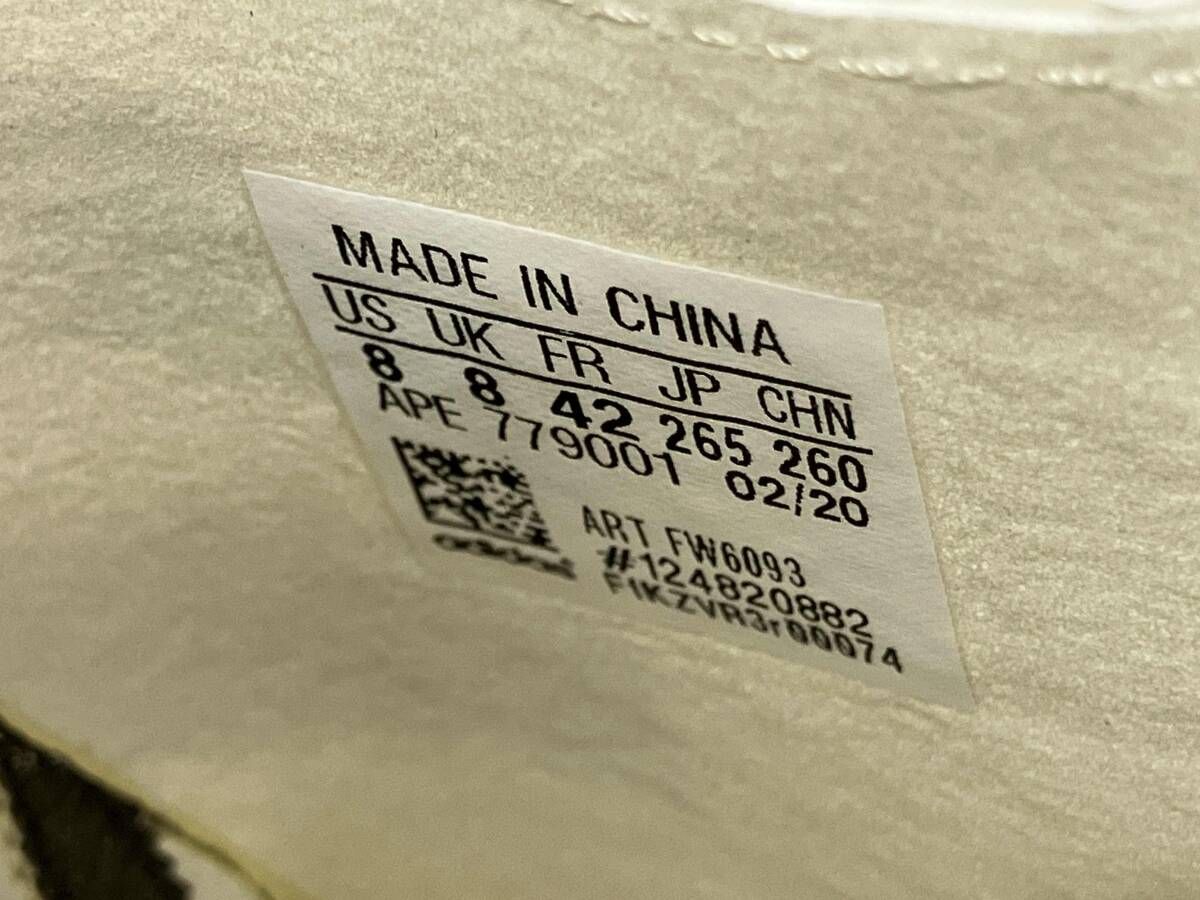 MADE IN CHINA
US UK FR JP CHN
8 8 42 265 260
APE 779001 02/20
adidas
ART FW6093
#124820882